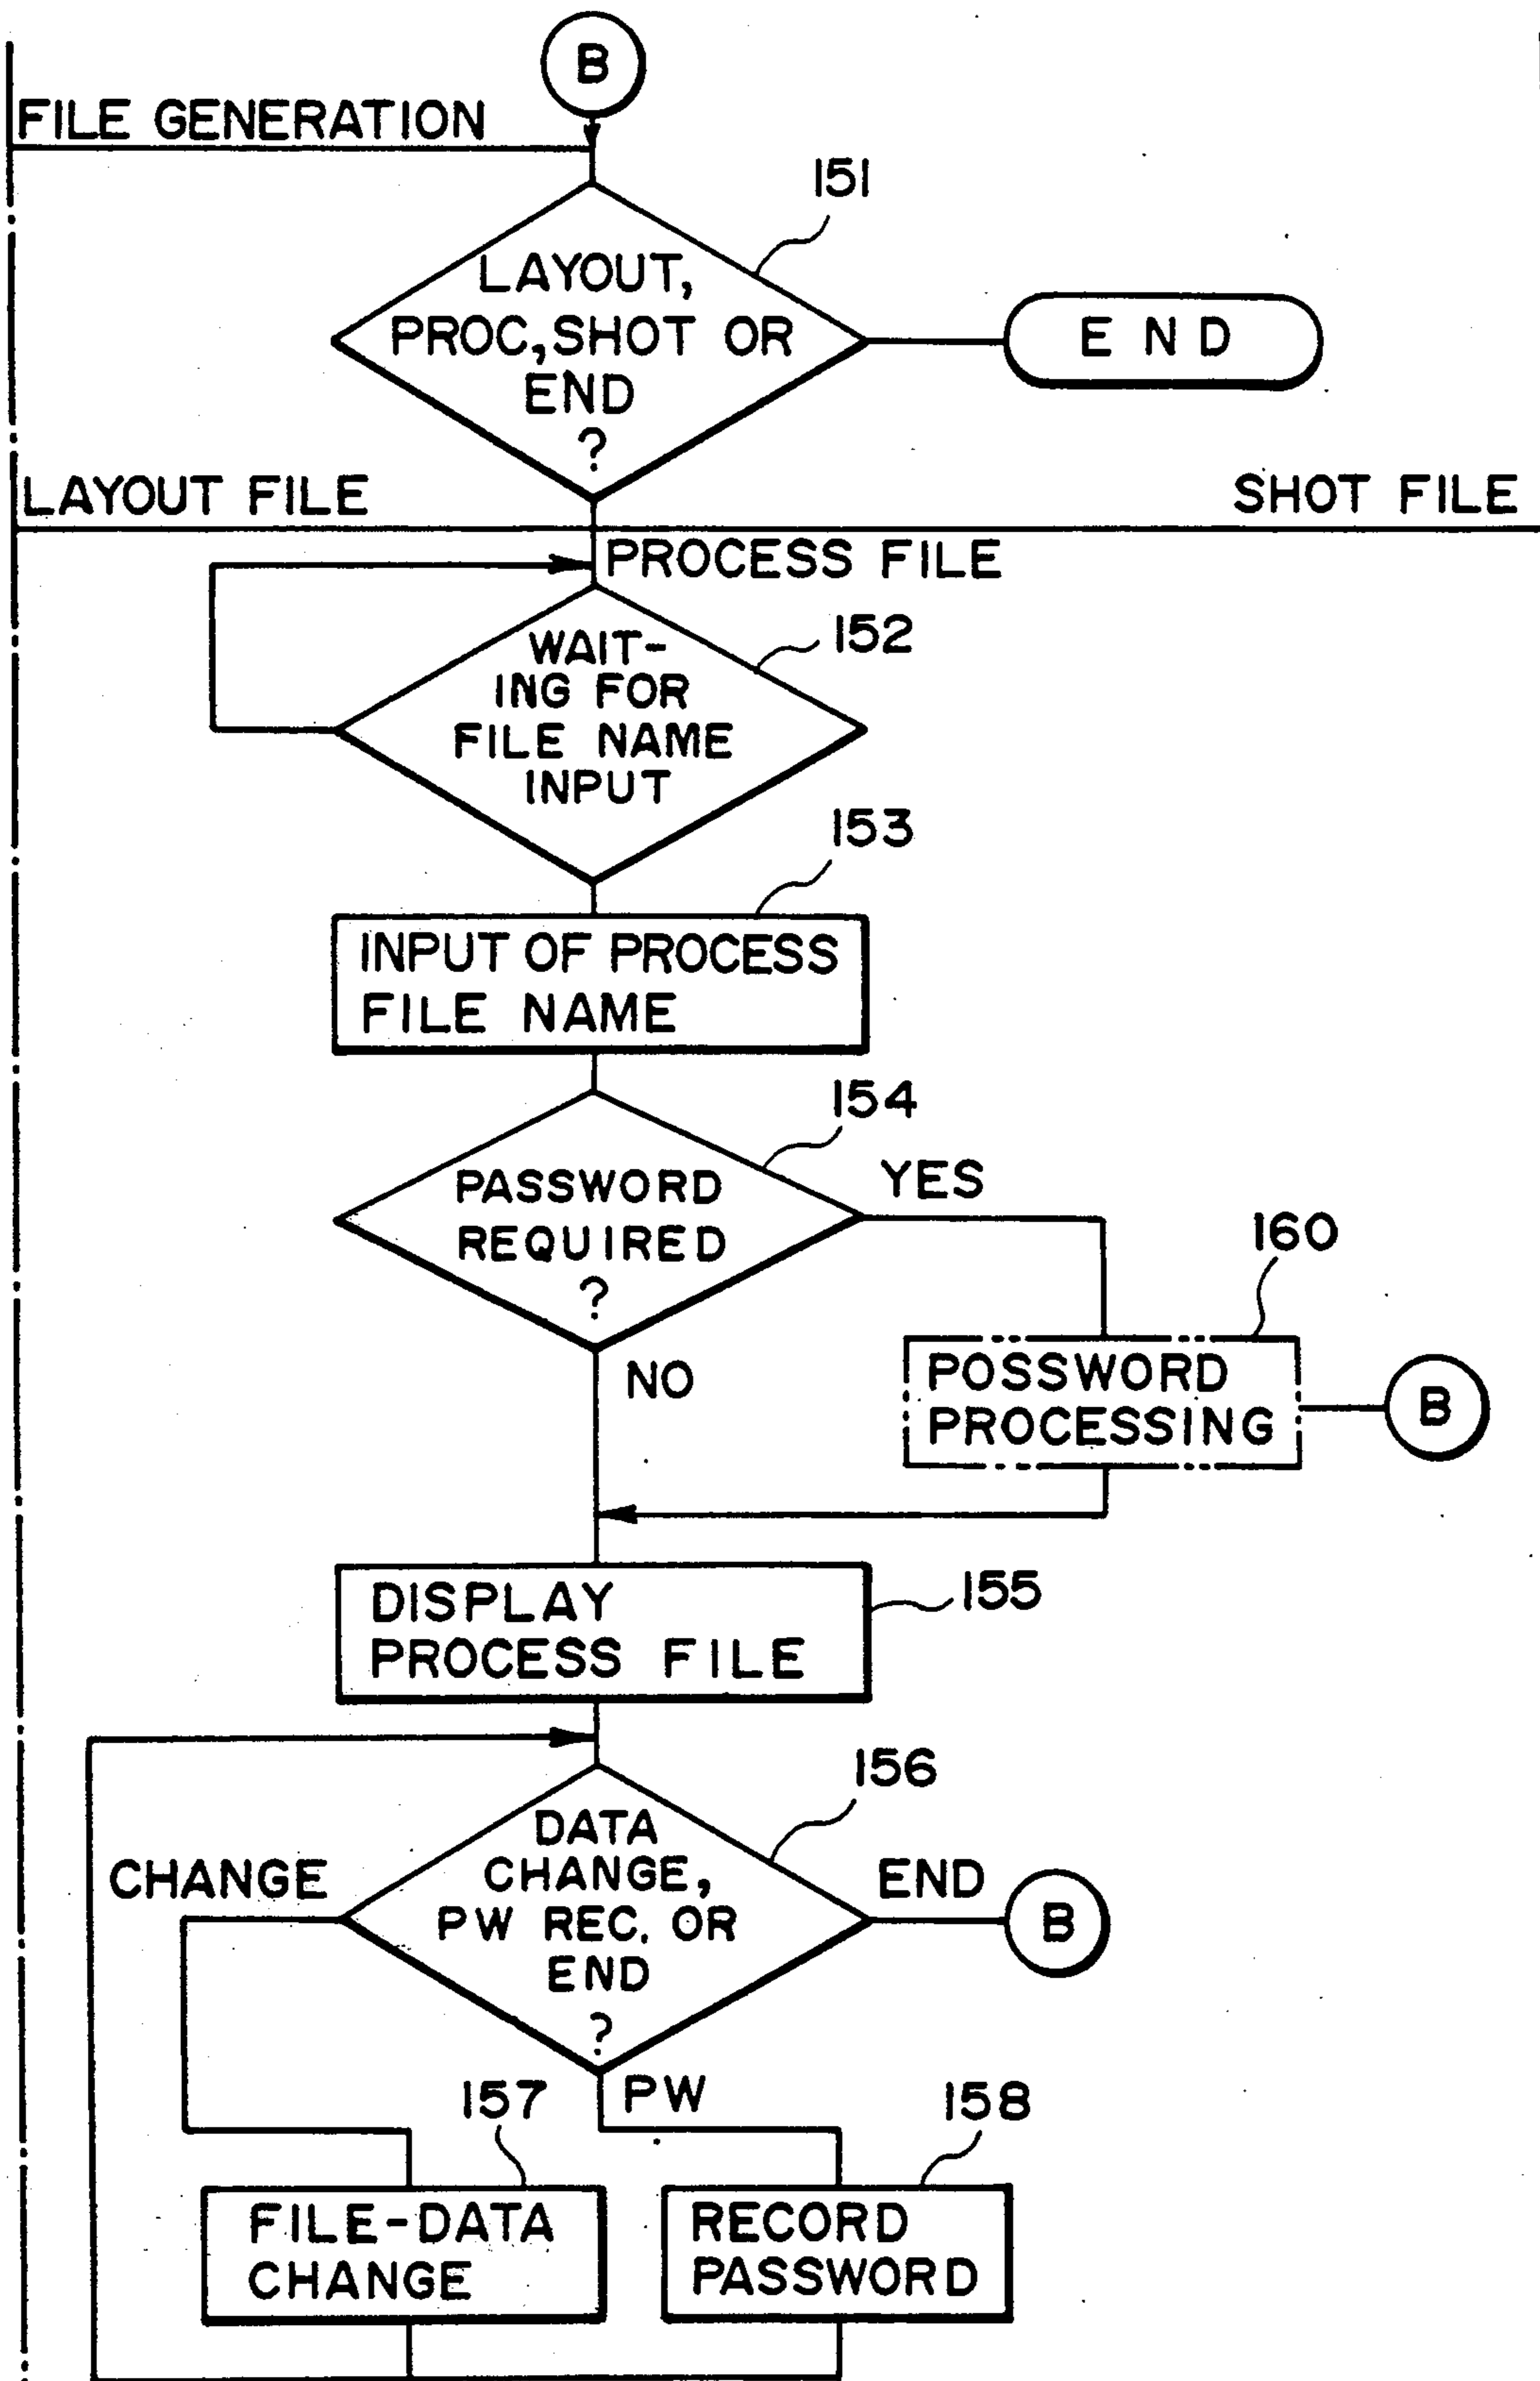 B
FILE GENERATION
151
LAYOUT,
PROC,SHOT OR
END
?
E N D
LAYOUT FILE
SHOT FILE
PROCESS FILE
152
WAIT-
ING FOR
FILE NAME
INPUT
153
INPUT OF PROCESS
FILE NAME
154
PASSWORD
REQUIRED
?
YES
NO
160
POSSWORD
PROCESSING
B
DISPLAY
PROCESS FILE
155
156
DATA
CHANGE,
PW REC. OR
END
?
CHANGE
END
B
PW
157
158
FILE-DATA
CHANGE
RECORD
PASSWORD